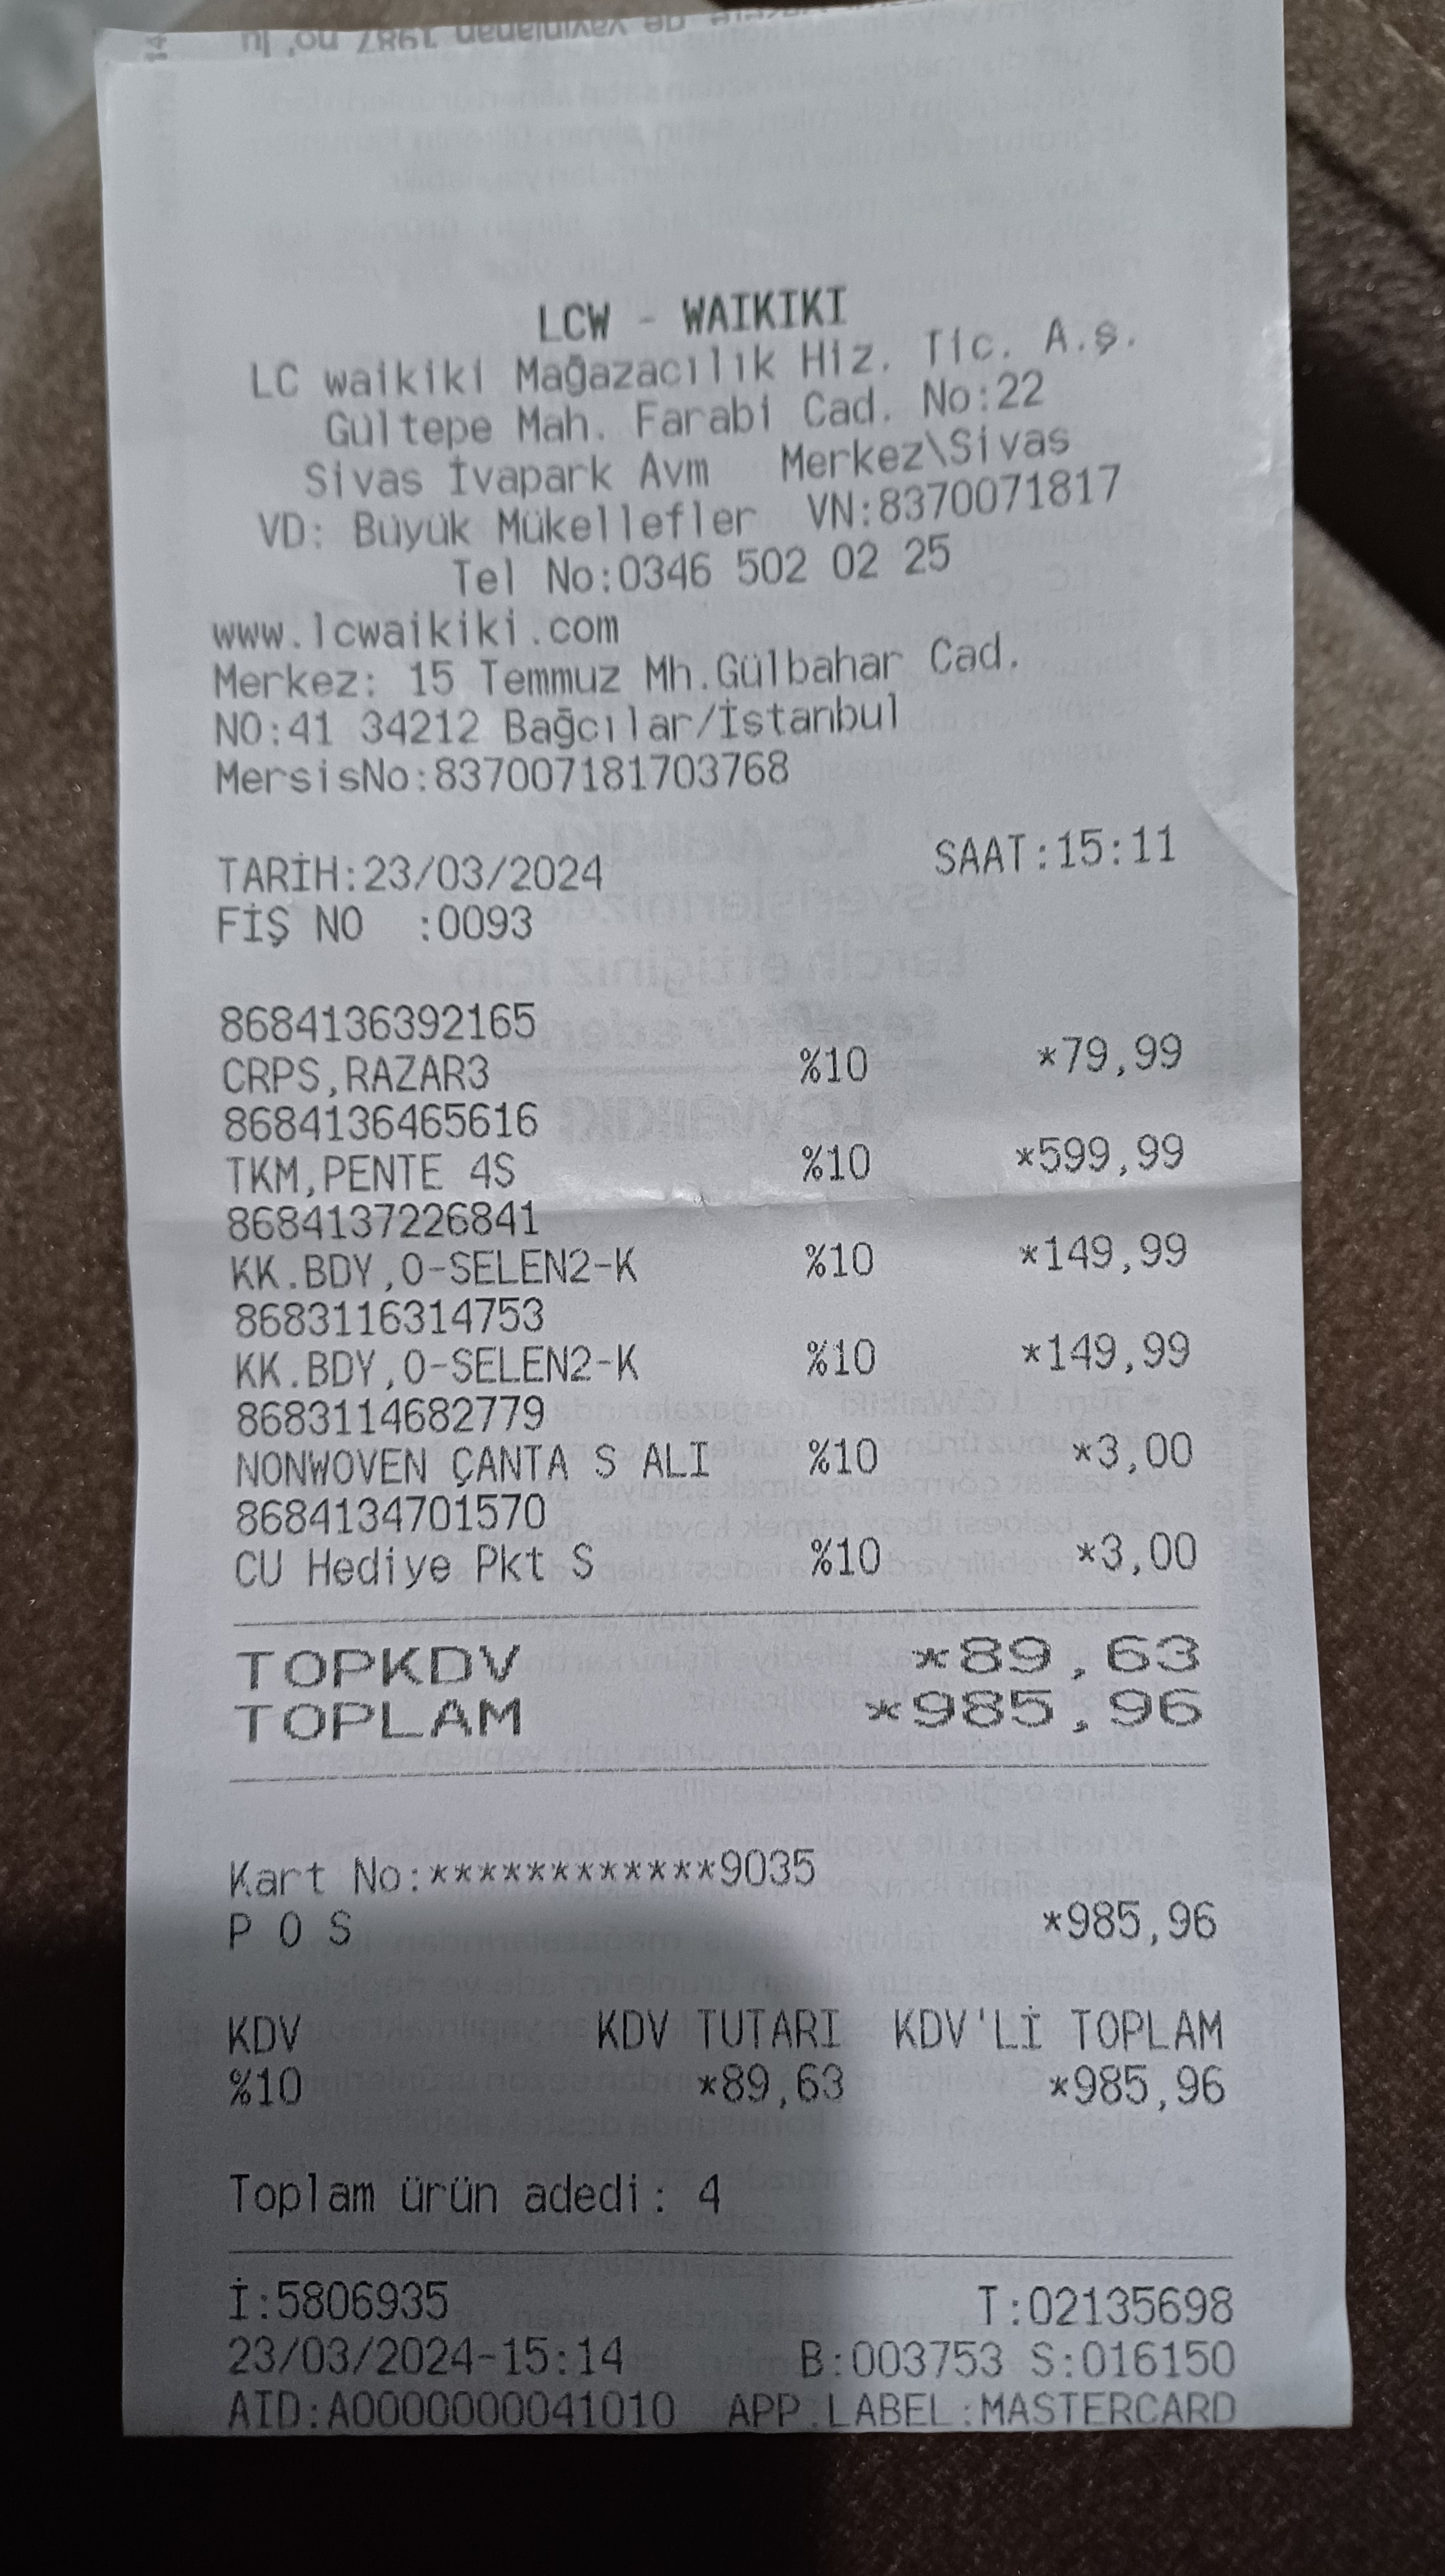 LCW - WAIKIKI
LC waikiki Mağazacılık Hiz. Tic. A.ş.
Gültepe Mah. Farabi Cad. No:22
Sivas İvapark Avm Merkez\Sivas
VD: Büyük Mükellefler VN:8370071817
Tel No:0346 502 02 25
www.lcwaikiki.com
Merkez: 15 Temmuz Mh.Gülbahar Cad.
NO:41 34212 Bağcılar/İstanbul
MersisNo:837007181703768
TARİH:23/03/2024 SAAT:15:11
FİŞ NO :0093
8684136392165
CRPS,RAZAR3 %10 *79,99
8684136465616
TKM,PENTE 4S %10 *599,99
8684137226841
KK.BDY,O-SELEN2-K %10 *149,99
8683116314753
KK.BDY,O-SELEN2-K %10 *149,99
8683114682779
NONWOVEN ÇANTA S ALI %10 *3,00
8684134701570
CU Hediye Pkt S %10 *3,00
TOPKDV *89,63
TOPLAM *985,96
Kart No:************9035
P O S *985,96
KDV KDV TUTARI KDV'Lİ TOPLAM
%10 *89,63 *985,96
Toplam ürün adedi: 4
İ:5806935 T:02135698
23/03/2024-15:14 B:003753 S:016150
AID:A0000000041010 APP.LABEL:MASTERCARD